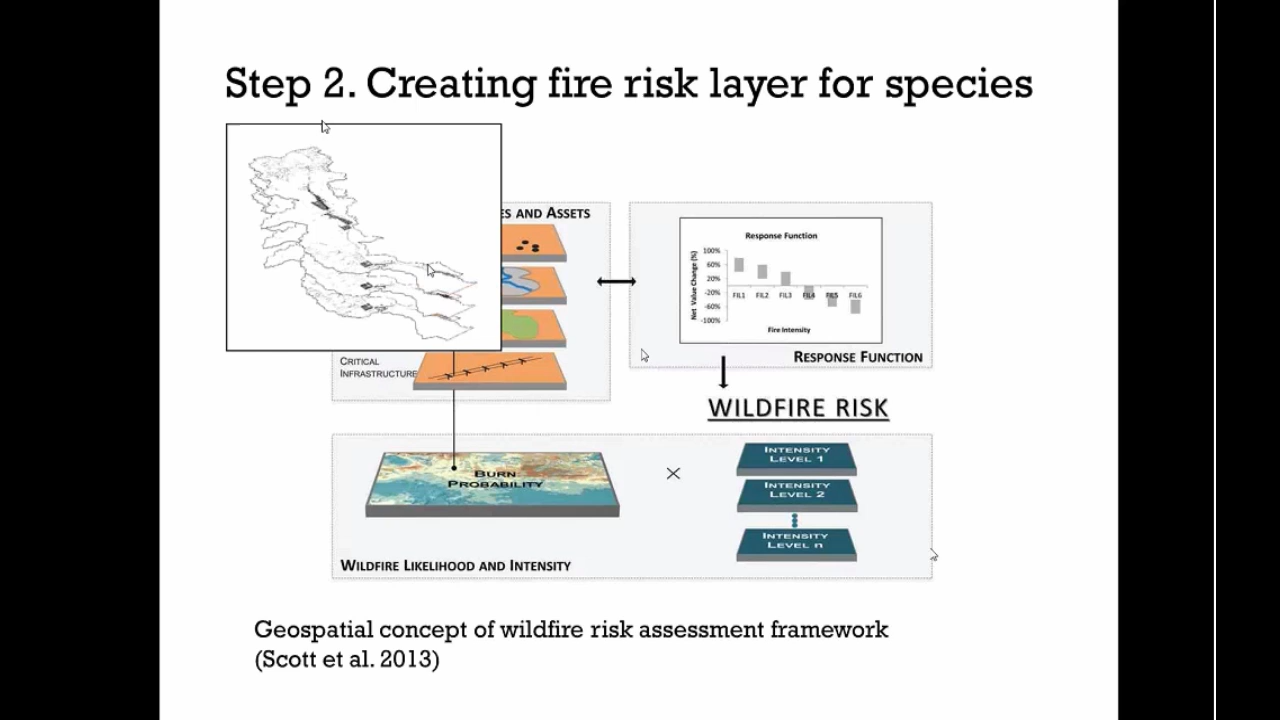 Step 2. Creating fire risk layer for species
ES AND ASSETS
CRITICAL
INFRASTRUCTURE
Response Function
Net Value Change (%)
100%
60%
20%
-20%
-60%
-100%
FIL1 FIL2 FIL3 FIL4 FIL5 FIL6
Fire Intensity
RESPONSE FUNCTION
WILDFIRE RISK
BURN
PROBABILITY
×
INTENSITY
LEVEL 1
INTENSITY
LEVEL 2
INTENSITY
LEVEL n
WILDFIRE LIKELIHOOD AND INTENSITY
Geospatial concept of wildfire risk assessment framework
(Scott et al. 2013)